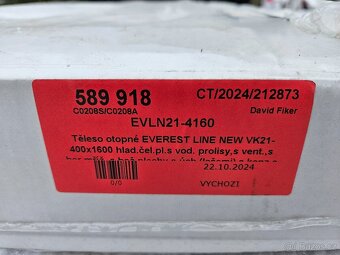 589 918
CT/2024/212873
C0208S/C0208A
David Fiker
EVLN21-4160
Těleso otopné EVEREST LINE NEW VK21-
400x1600 hlad.čel.pl.s vod. prolisy,s vent.,s
22.10.2024
0/0
VYCHOZI